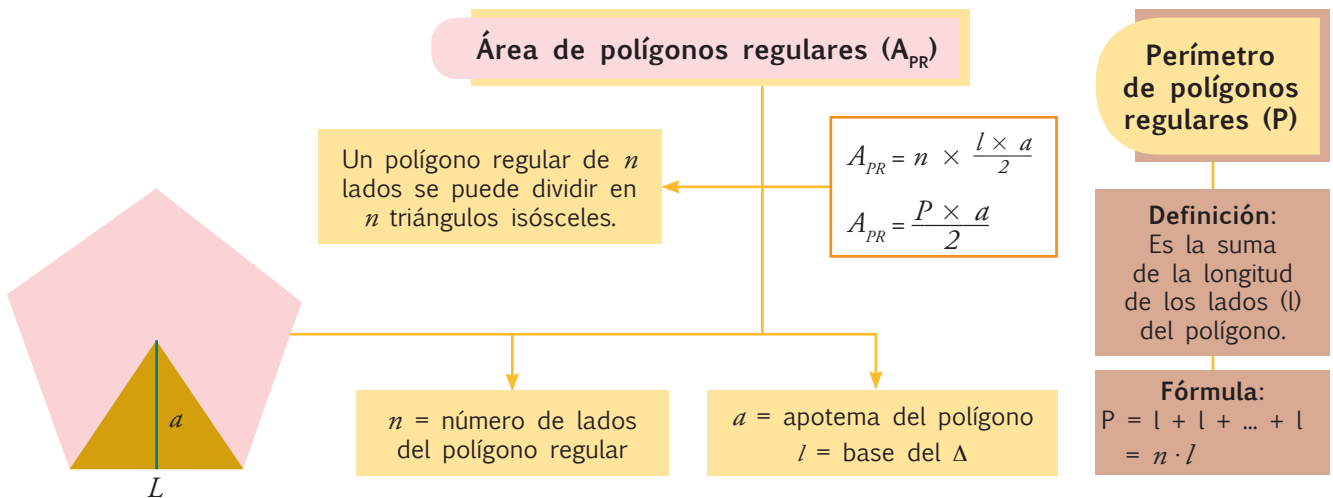 Área de polígonos regulares (A_PR)
Un polígono regular de n
lados se puede dividir en
n triángulos isósceles.
A_PR = n × \frac{l × a}{2}
A_PR = \frac{P × a}{2}
a
L
n = número de lados
del polígono regular
a = apotema del polígono
l = base del Δ
Perímetro
de polígonos
regulares (P)
Definición:
Es la suma
de la longitud
de los lados (l)
del polígono.
Fórmula:
P = l + l + ... + l
= n · l